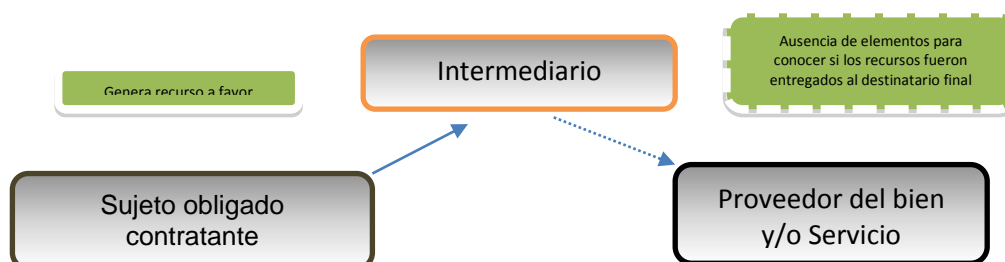 Ausencia de elementos para
conocer si los recursos fueron
entregados al destinatario final
Intermediario
Genera recurso a favor
Sujeto obligado
contratante
Proveedor del bien
y/o Servicio